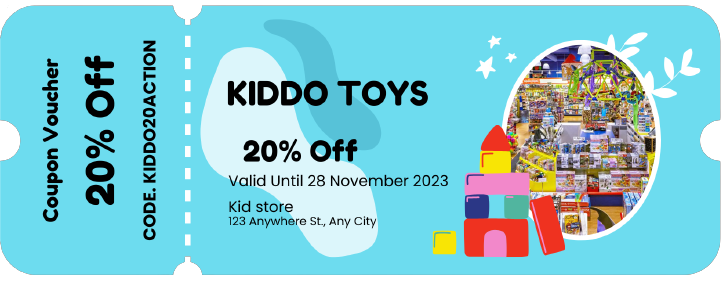 Coupon Voucher
20% Off
CODE. KIDDO20ACTION
KIDDO TOYS
20% Off
Valid Until 28 November 2023
Kid store
123 Anywhere St., Any City